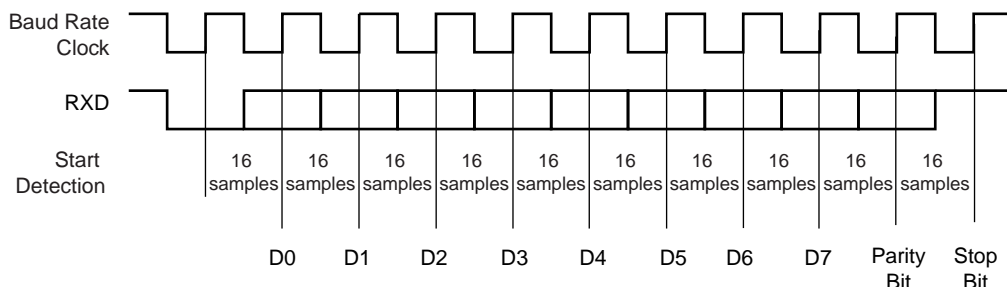 Baud Rate
Clock
RXD
Start
Detection
16 16 16 16 16 16 16 16 16 16
samples samples samples samples samples samples samples samples samples samples
D0 D1 D2 D3 D4 D5 D6 D7 Parity Stop
Bit Bit